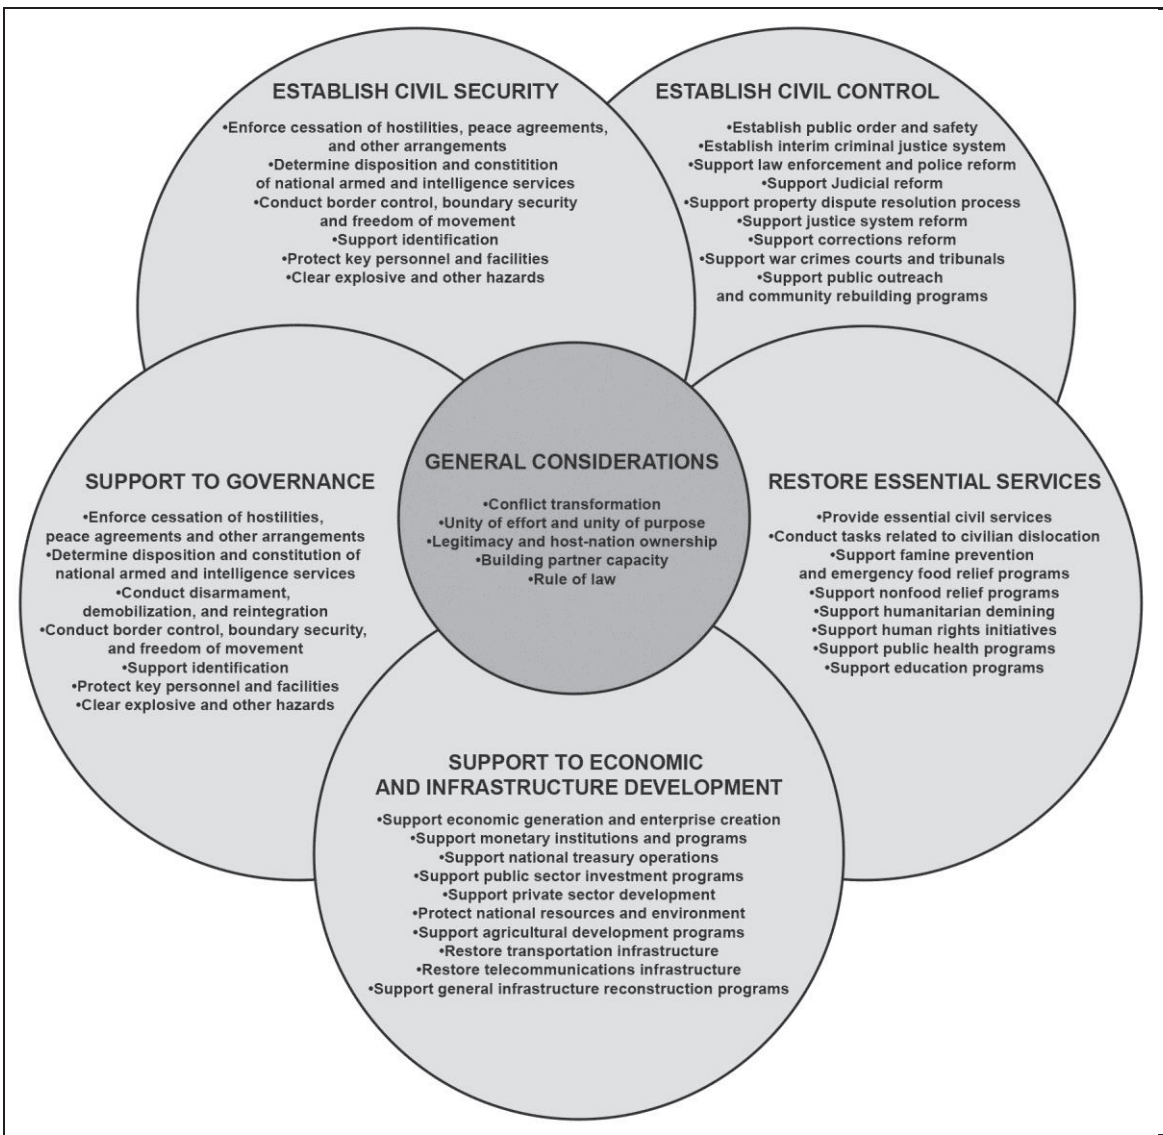 ESTABLISH CIVIL SECURITY
•Enforce cessation of hostilities, peace agreements,
and other arrangements
•Determine disposition and constitition
of national armed and intelligence services
•Conduct border control, boundary security
and freedom of movement
•Support identification
•Protect key personnel and facilities
•Clear explosive and other hazards
ESTABLISH CIVIL CONTROL
•Establish public order and safety
•Establish interim criminal justice system
•Support law enforcement and police reform
•Support Judicial reform
•Support property dispute resolution process
•Support justice system reform
•Support corrections reform
•Support war crimes courts and tribunals
•Support public outreach
and community rebuilding programs
SUPPORT TO GOVERNANCE
•Enforce cessation of hostilities,
peace agreements and other arrangements
•Determine disposition and constitution of
national armed and intelligence services
•Conduct disarmament,
demobilization, and reintegration
•Conduct border control, boundary security,
and freedom of movement
•Support identification
•Protect key personnel and facilities
•Clear explosive and other hazards
GENERAL CONSIDERATIONS
•Conflict transformation
•Unity of effort and unity of purpose
•Legitimacy and host-nation ownership
•Building partner capacity
•Rule of law
RESTORE ESSENTIAL SERVICES
•Provide essential civil services
•Conduct tasks related to civilian dislocation
•Support famine prevention
and emergency food relief programs
•Support nonfood relief programs
•Support humanitarian demining
•Support human rights initiatives
•Support public health programs
•Support education programs
SUPPORT TO ECONOMIC
AND INFRASTRUCTURE DEVELOPMENT
•Support economic generation and enterprise creation
•Support monetary institutions and programs
•Support national treasury operations
•Support public sector investment programs
•Support private sector development
•Protect national resources and environment
•Support agricultural development programs
•Restore transportation infrastructure
•Restore telecommunications infrastructure
•Support general infrastructure reconstruction programs